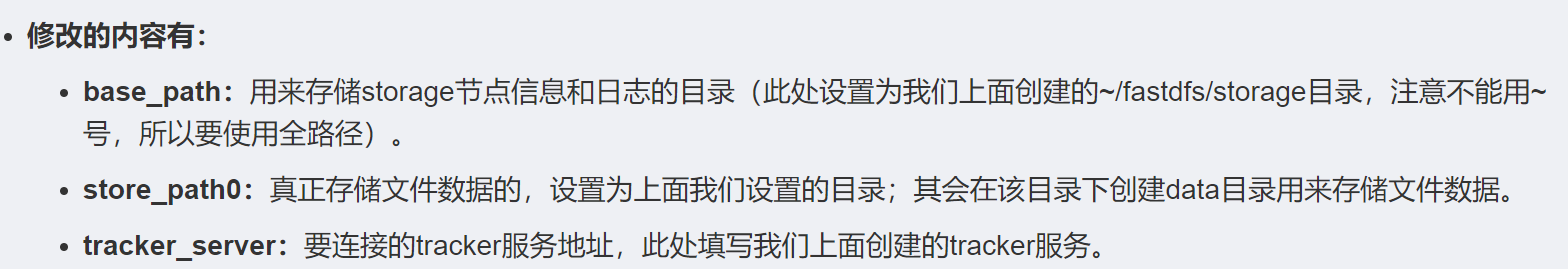 修改的内容有：
base_path：用来存储storage节点信息和日志的目录（此处设置为我们上面创建的~/fastdfs/storage目录，注意不能用~
号，所以要使用全路径）。
store_path0：真正存储文件数据的，设置为上面我们设置的目录；其会在该目录下创建data目录用来存储文件数据。
tracker_server：要连接的tracker服务地址，此处填写我们上面创建的tracker服务。